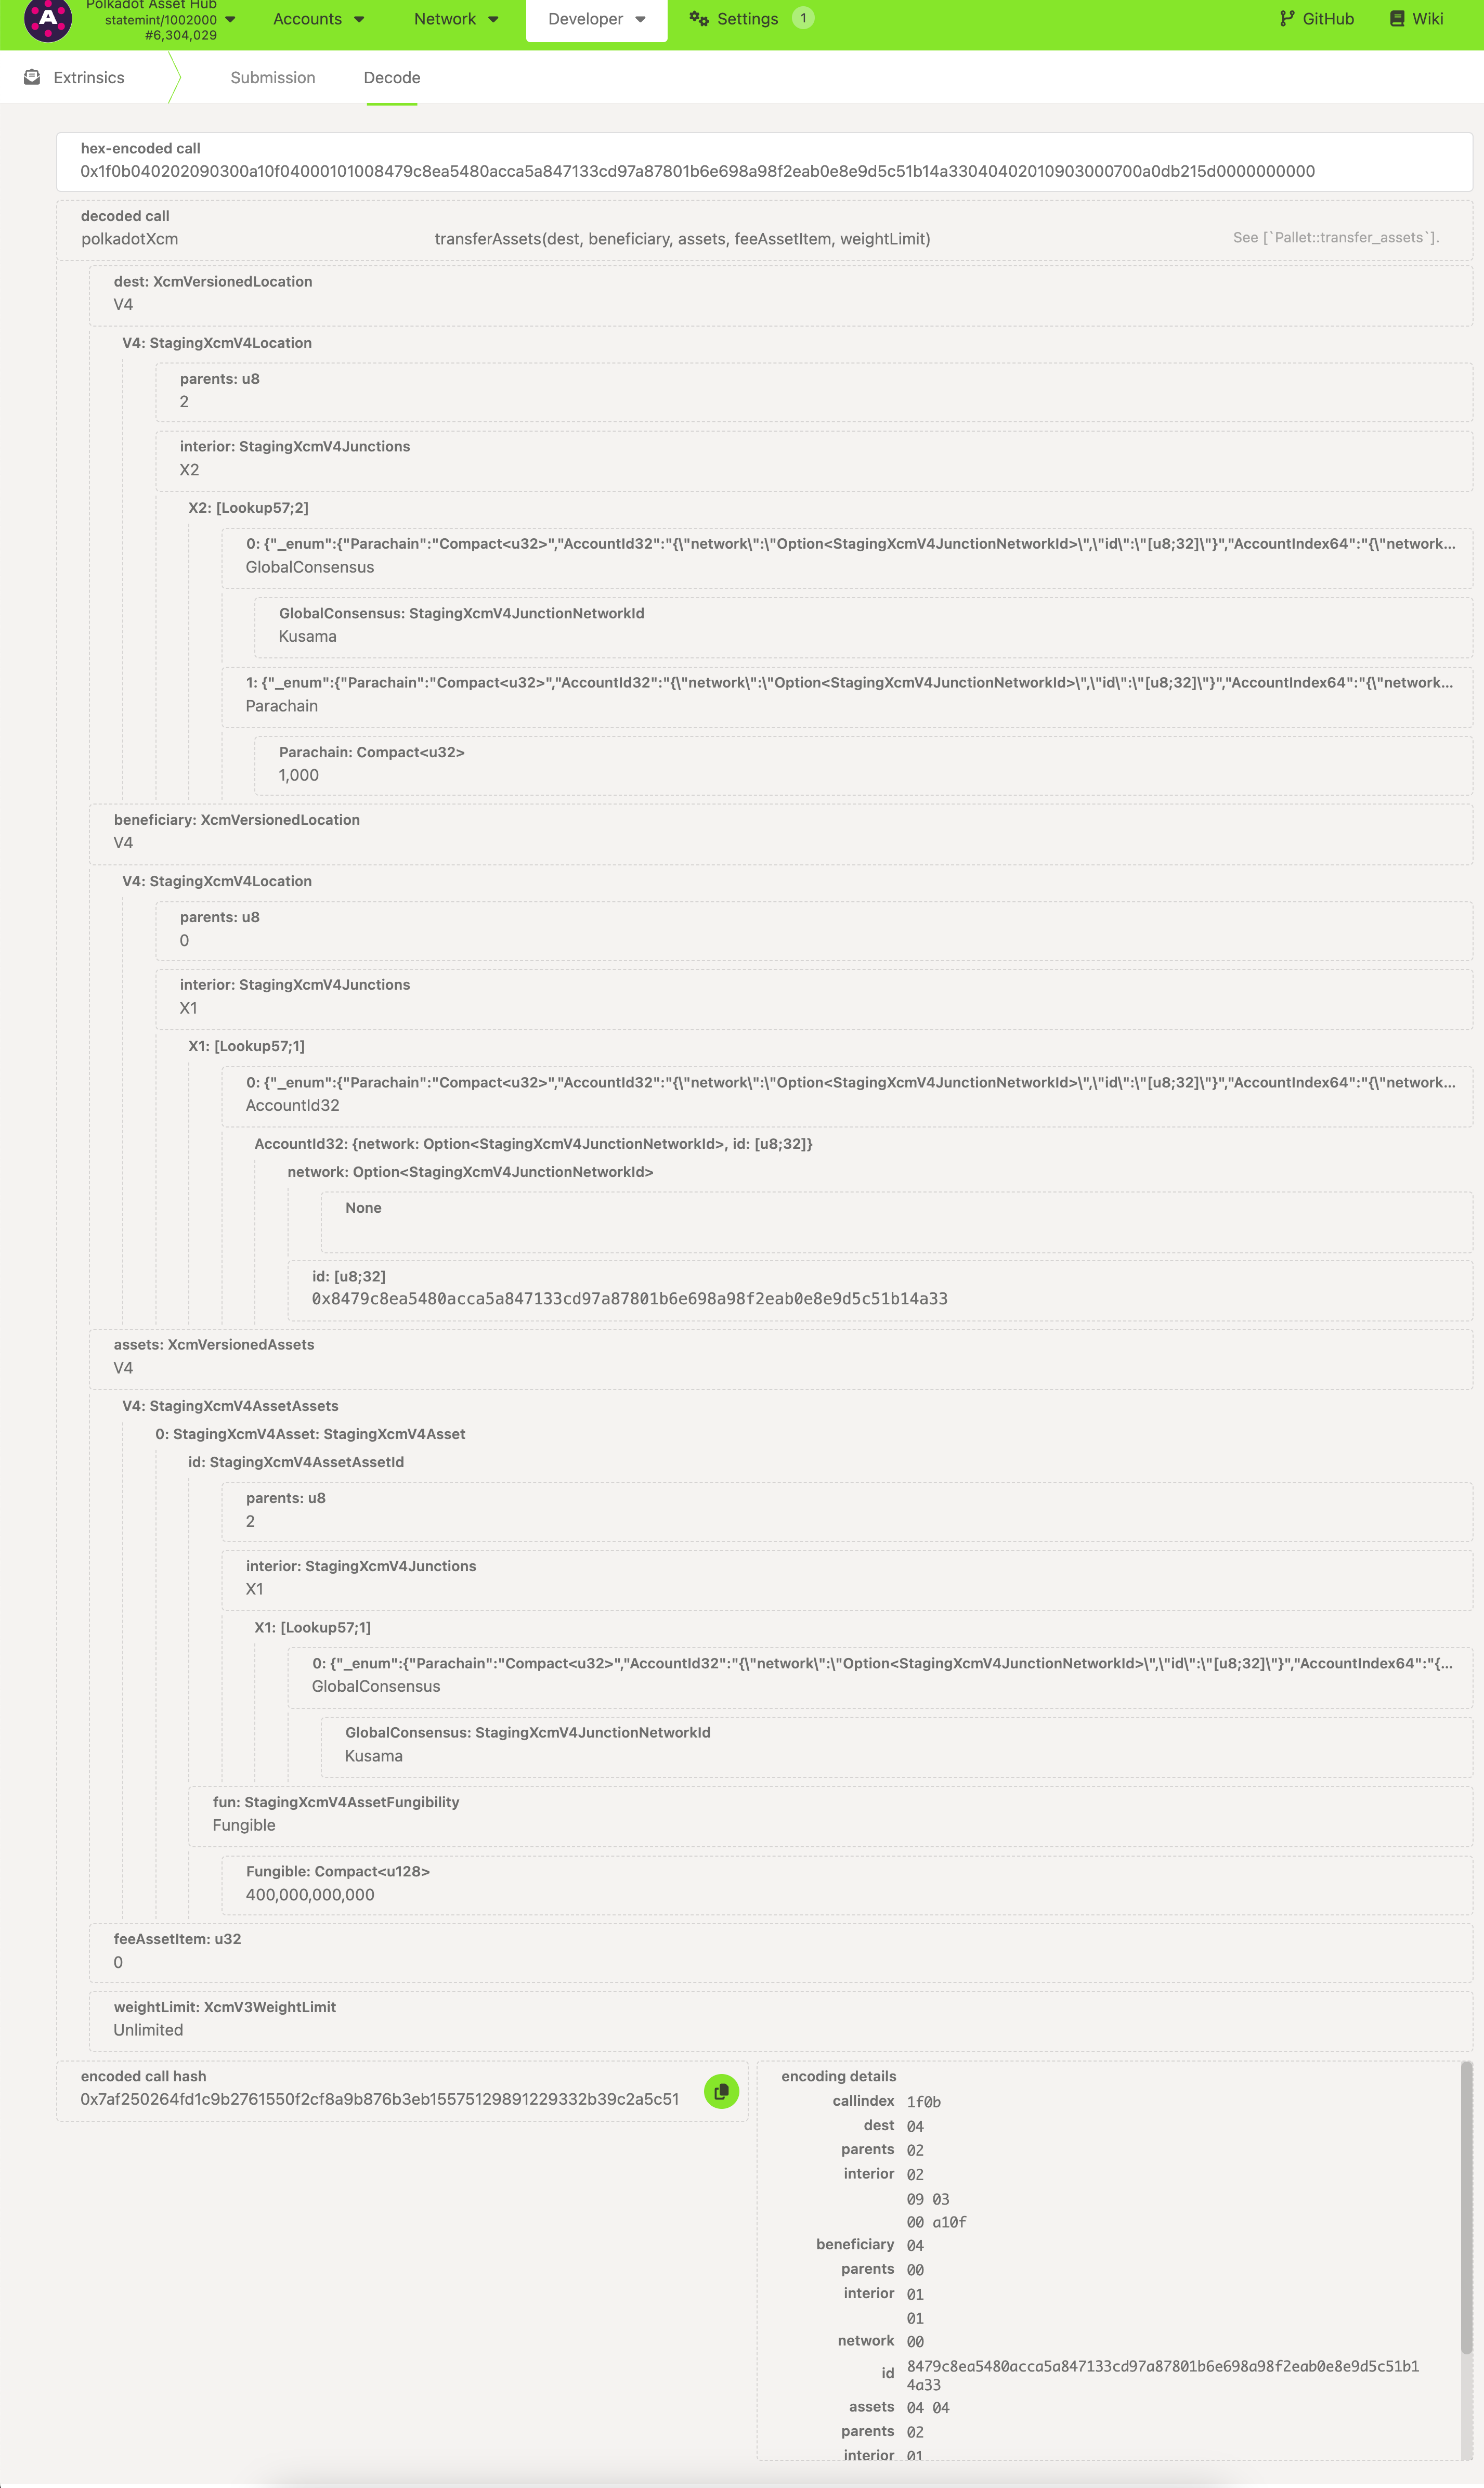 Polkadot Asset Hub
statemint/1002000
#6,304,029
A
Accounts
Network
Developer
Settings
1
GitHub
Wiki
Extrinsics
Submission
Decode
hex-encoded call
0x1f0b040202090300a10f04000101008479c8ea5480acca5a847133cd97a87801b6e698a98f2eab0e8e9d5c51b14a33040402010903000700a0db215d0000000000
decoded call
polkadotXcm
transferAssets(dest, beneficiary, assets, feeAssetItem, weightLimit)
See [`Pallet::transfer_assets`].
dest: XcmVersionedLocation
V4
V4: StagingXcmV4Location
parents: u8
2
interior: StagingXcmV4Junctions
X2
X2: [Lookup57;2]
0: {"_enum":{"Parachain":"Compact<u32>","AccountId32":"{\"network\":\"Option<StagingXcmV4JunctionNetworkId>\",\"id\":\"[u8;32]\"}","AccountIndex64":"{\"network...
GlobalConsensus
GlobalConsensus: StagingXcmV4JunctionNetworkId
Kusama
1: {"_enum":{"Parachain":"Compact<u32>","AccountId32":"{\"network\":\"Option<StagingXcmV4JunctionNetworkId>\",\"id\":\"[u8;32]\"}","AccountIndex64":"{\"network...
Parachain
Parachain: Compact<u32>
1,000
beneficiary: XcmVersionedLocation
V4
V4: StagingXcmV4Location
parents: u8
0
interior: StagingXcmV4Junctions
X1
X1: [Lookup57;1]
0: {"_enum":{"Parachain":"Compact<u32>","AccountId32":"{\"network\":\"Option<StagingXcmV4JunctionNetworkId>\",\"id\":\"[u8;32]\"}","AccountIndex64":"{\"network...
AccountId32
AccountId32: {network: Option<StagingXcmV4JunctionNetworkId>, id: [u8;32]}
network: Option<StagingXcmV4JunctionNetworkId>
None
id: [u8;32]
0x8479c8ea5480acca5a847133cd97a87801b6e698a98f2eab0e8e9d5c51b14a33
assets: XcmVersionedAssets
V4
V4: StagingXcmV4AssetAssets
0: StagingXcmV4Asset: StagingXcmV4Asset
id: StagingXcmV4AssetAssetId
parents: u8
2
interior: StagingXcmV4Junctions
X1
X1: [Lookup57;1]
0: {"_enum":{"Parachain":"Compact<u32>","AccountId32":"{\"network\":\"Option<StagingXcmV4JunctionNetworkId>\",\"id\":\"[u8;32]\"}","AccountIndex64":"{...
GlobalConsensus
GlobalConsensus: StagingXcmV4JunctionNetworkId
Kusama
fun: StagingXcmV4AssetFungibility
Fungible
Fungible: Compact<u128>
400,000,000,000
feeAssetItem: u32
0
weightLimit: XcmV3WeightLimit
Unlimited
encoded call hash
0x7af250264fd1c9b2761550f2cf8a9b876b3eb15575129891229332b39c2a5c51
encoding details
callindex 1f0b
dest 04
parents 02
interior 02
09 03
00 a10f
beneficiary 04
parents 00
interior 01
01
network 00
id 8479c8ea5480acca5a847133cd97a87801b6e698a98f2eab0e8e9d5c51b1
4a33
assets 04 04
parents 02
interior 01